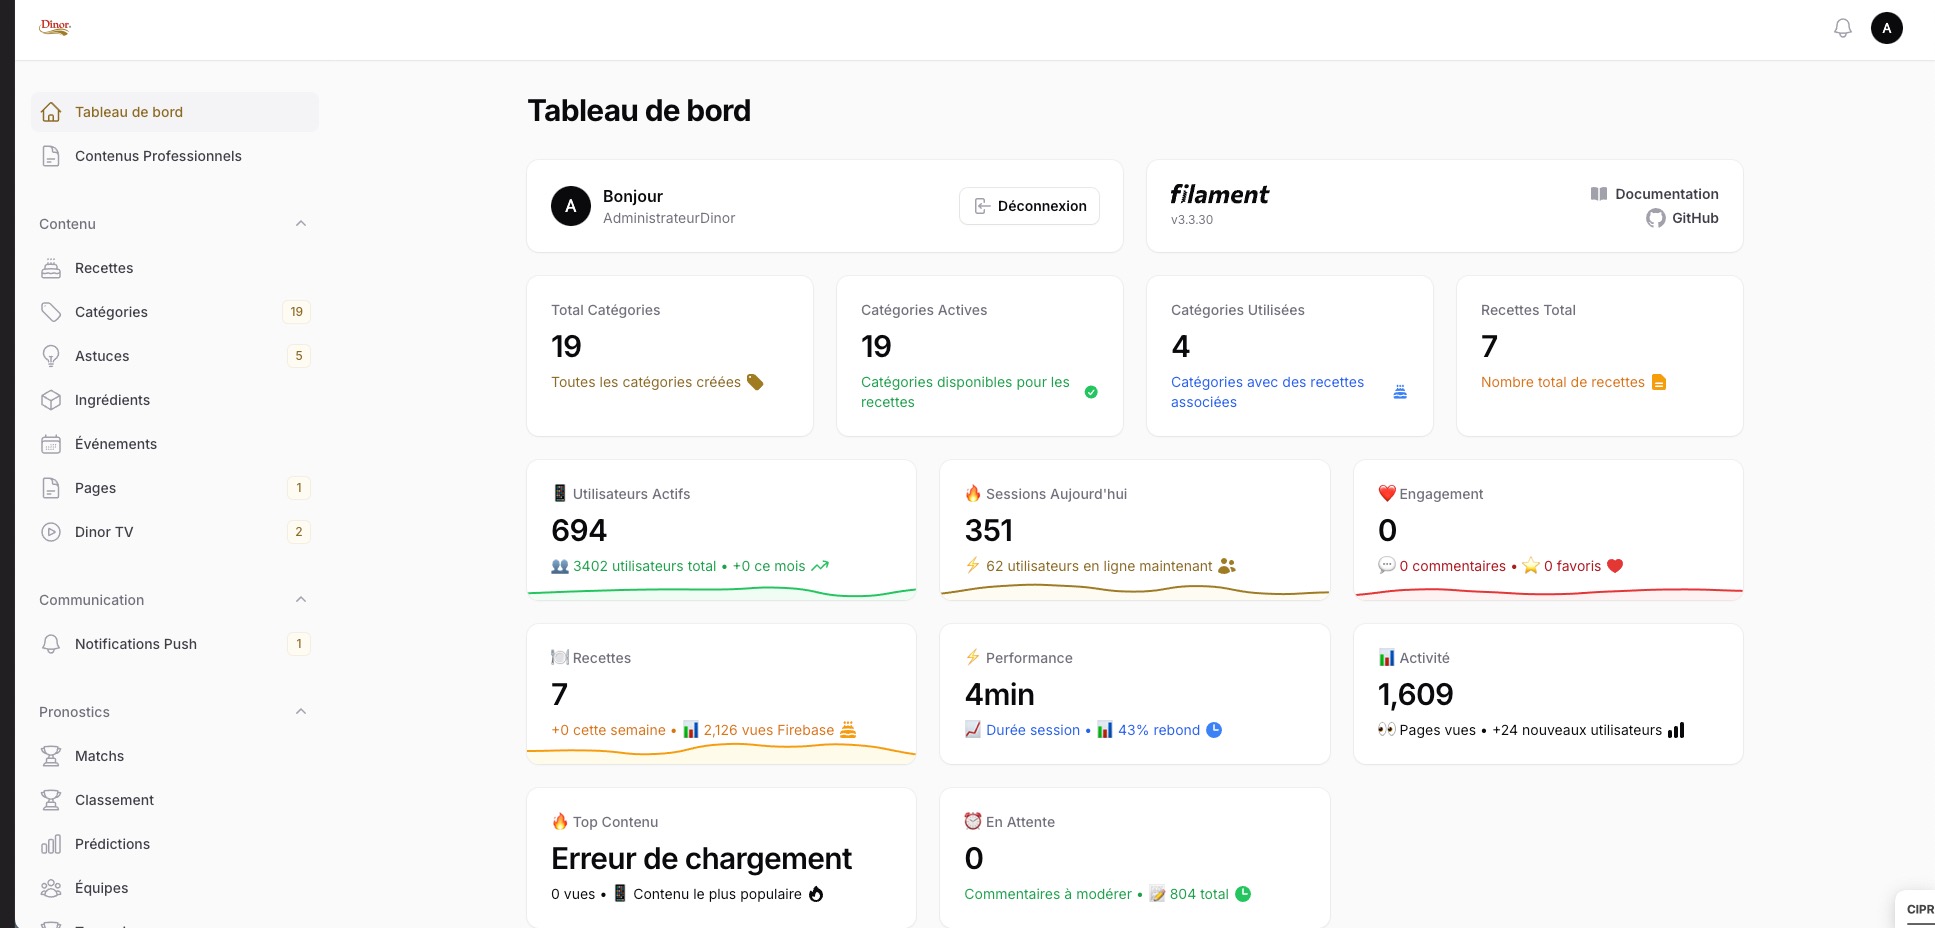 Dinor
A
Tableau de bord
Contenus Professionnels
Contenu
Recettes
Catégories 19
Astuces 5
Ingrédients
Événements
Pages 1
Dinor TV 2
Communication
Notifications Push 1
Pronostics
Matchs
Classement
Prédictions
Équipes
Tableau de bord
A
Bonjour
AdministrateurDinor
Déconnexion
filament
v3.3.30
Documentation
GitHub
Total Catégories
19
Toutes les catégories créées
Catégories Actives
19
Catégories disponibles pour les
recettes
Catégories Utilisées
4
Catégories avec des recettes
associées
Recettes Total
7
Nombre total de recettes
📱 Utilisateurs Actifs
694
👥 3402 utilisateurs total • +0 ce mois
🔥 Sessions Aujourd'hui
351
⚡ 62 utilisateurs en ligne maintenant
❤️ Engagement
0
💬 0 commentaires • ⭐ 0 favoris
🍽️ Recettes
7
+0 cette semaine • 📊 2,126 vues Firebase
⚡ Performance
4min
📈 Durée session • 📊 43% rebond
📊 Activité
1,609
👀 Pages vues • +24 nouveaux utilisateurs
🔥 Top Contenu
Erreur de chargement
0 vues • 📱 Contenu le plus populaire
⏰ En Attente
0
Commentaires à modérer • 📝 804 total
CIPR